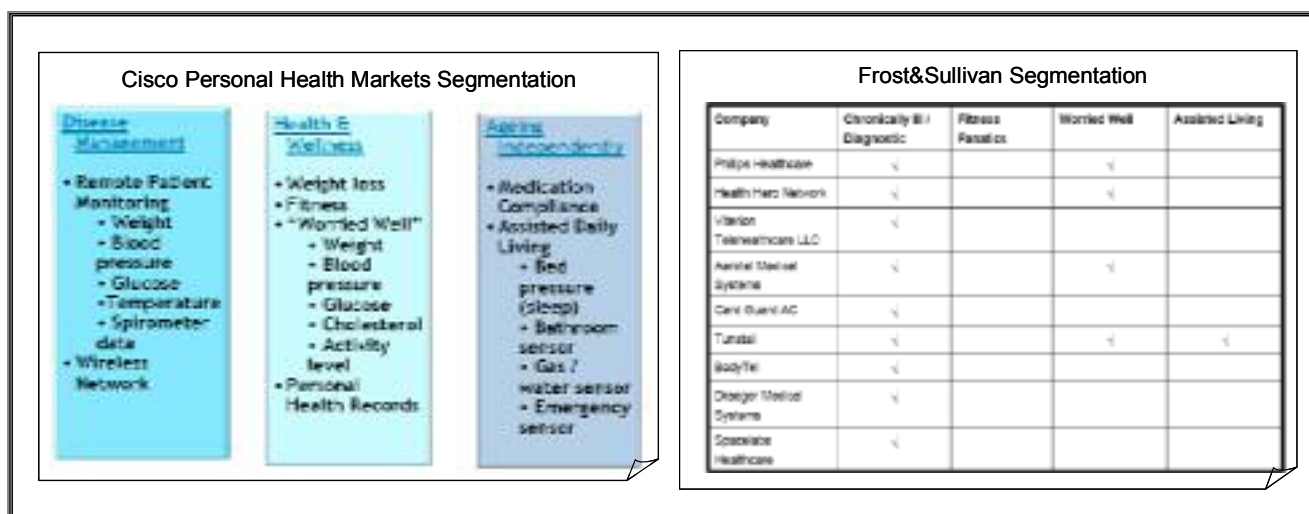 Cisco Personal Health Markets Segmentation
Disease
Management
• Remote Patient
Monitoring
• Weight
• Blood
pressure
• Glucose
•Temperature
• Spirometer
data
• Wireless
Network
Health &
Wellness
• Weight loss
• Fitness
• “Worried Well”
• Weight
• Blood
pressure
• Glucose
• Cholesterol
• Activity
level
• Personal
Health Records
Ageing
Independently
• Medication
Compliance
• Assisted Daily
Living
• Bed
pressure
(sleep)
• Bathroom
sensor
• Gas /
water sensor
• Emergency
sensor
Frost&Sullivan Segmentation
Company Chronically Ill / Fitness Worried Well Assisted Living
Diagnostic Fanatics
Philips Healthcare √ √
Health Hero Network √ √
Viterion √
Telehealthcare LLC
Aerotel Medical √ √
Systems
Card Guard AG √
Tunstall √ √ √
BodyTel √
Draeger Medical √
Systems
Spacelabs √
Healthcare